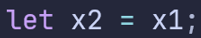 let x2 = x1;